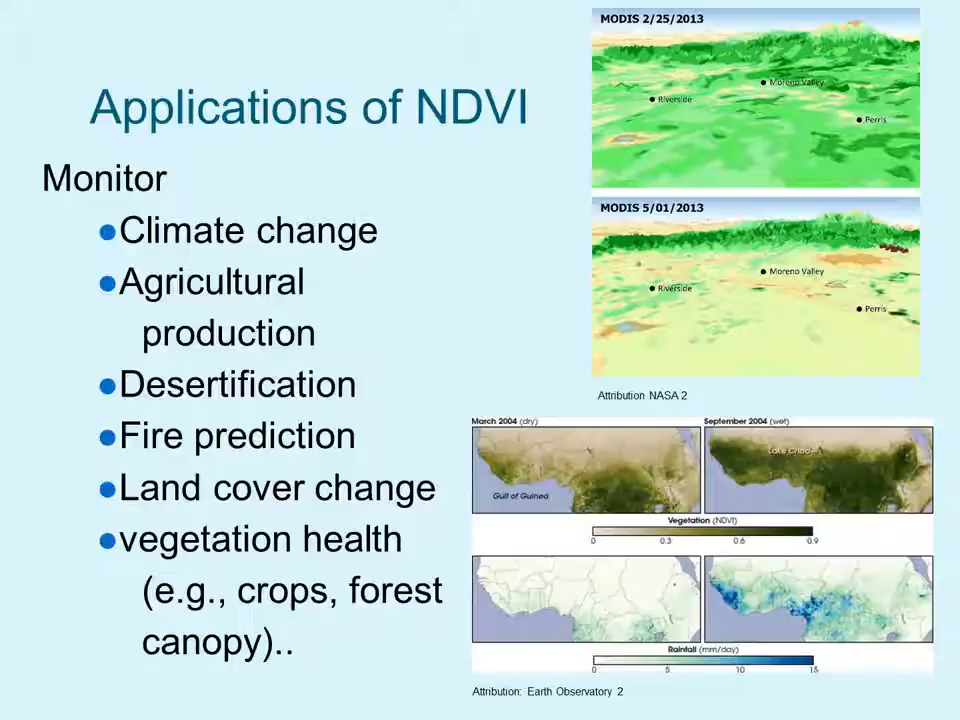 Applications of NDVI
Monitor
●Climate change
●Agricultural
production
●Desertification
●Fire prediction
●Land cover change
●vegetation health
(e.g., crops, forest
canopy)..
MODIS 2/25/2013
Moreno Valley
Riverside
Perris
MODIS 5/01/2013
Moreno Valley
Riverside
Perris
Attribution NASA 2
March 2004 (dry)
September 2004 (wet)
Lake Chad
Gulf of Guinea
Vegetation (NDVI)
0 0.3 0.6 0.9
Rainfall (mm/day)
0 5 10 15
Attribution: Earth Observatory 2